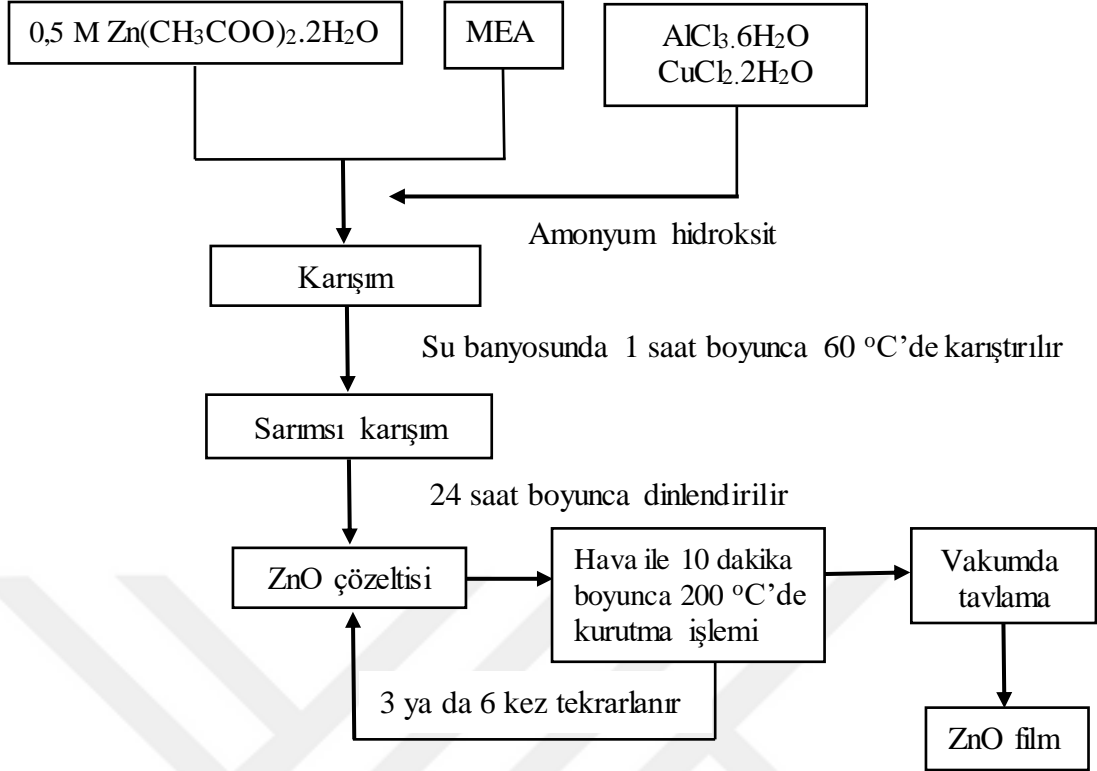 0,5 M Zn(CH₃COO)₂.2H₂O
MEA
AlCl₃.6H₂O
CuCl₂.2H₂O
Amonyum hidroksit
Karışım
Su banyosunda 1 saat boyunca 60 °C’de karıştırılır
Sarımsı karışım
24 saat boyunca dinlendirilir
ZnO çözeltisi
Hava ile 10 dakika
boyunca 200 °C’de
kurutma işlemi
Vakumda
tavlama
3 ya da 6 kez tekrarlanır
ZnO film